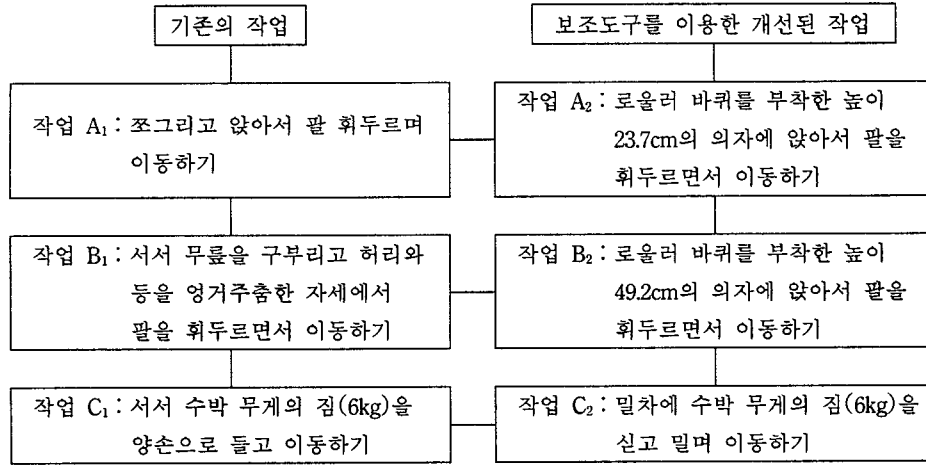 기존의 작업
보조도구를 이용한 개선된 작업
작업 A₁ : 쪼그리고 앉아서 팔 휘두르며
이동하기
작업 A₂ : 로울러 바퀴를 부착한 높이
23.7cm의 의자에 앉아서 팔을
휘두르면서 이동하기
작업 B₁ : 서서 무릎을 구부리고 허리와
등을 엉거주춤한 자세에서
팔을 휘두르면서 이동하기
작업 B₂ : 로울러 바퀴를 부착한 높이
49.2cm의 의자에 앉아서 팔을
휘두르면서 이동하기
작업 C₁ : 서서 수박 무게의 짐(6kg)을
양손으로 들고 이동하기
작업 C₂ : 밀차에 수박 무게의 짐(6kg)을
싣고 밀며 이동하기